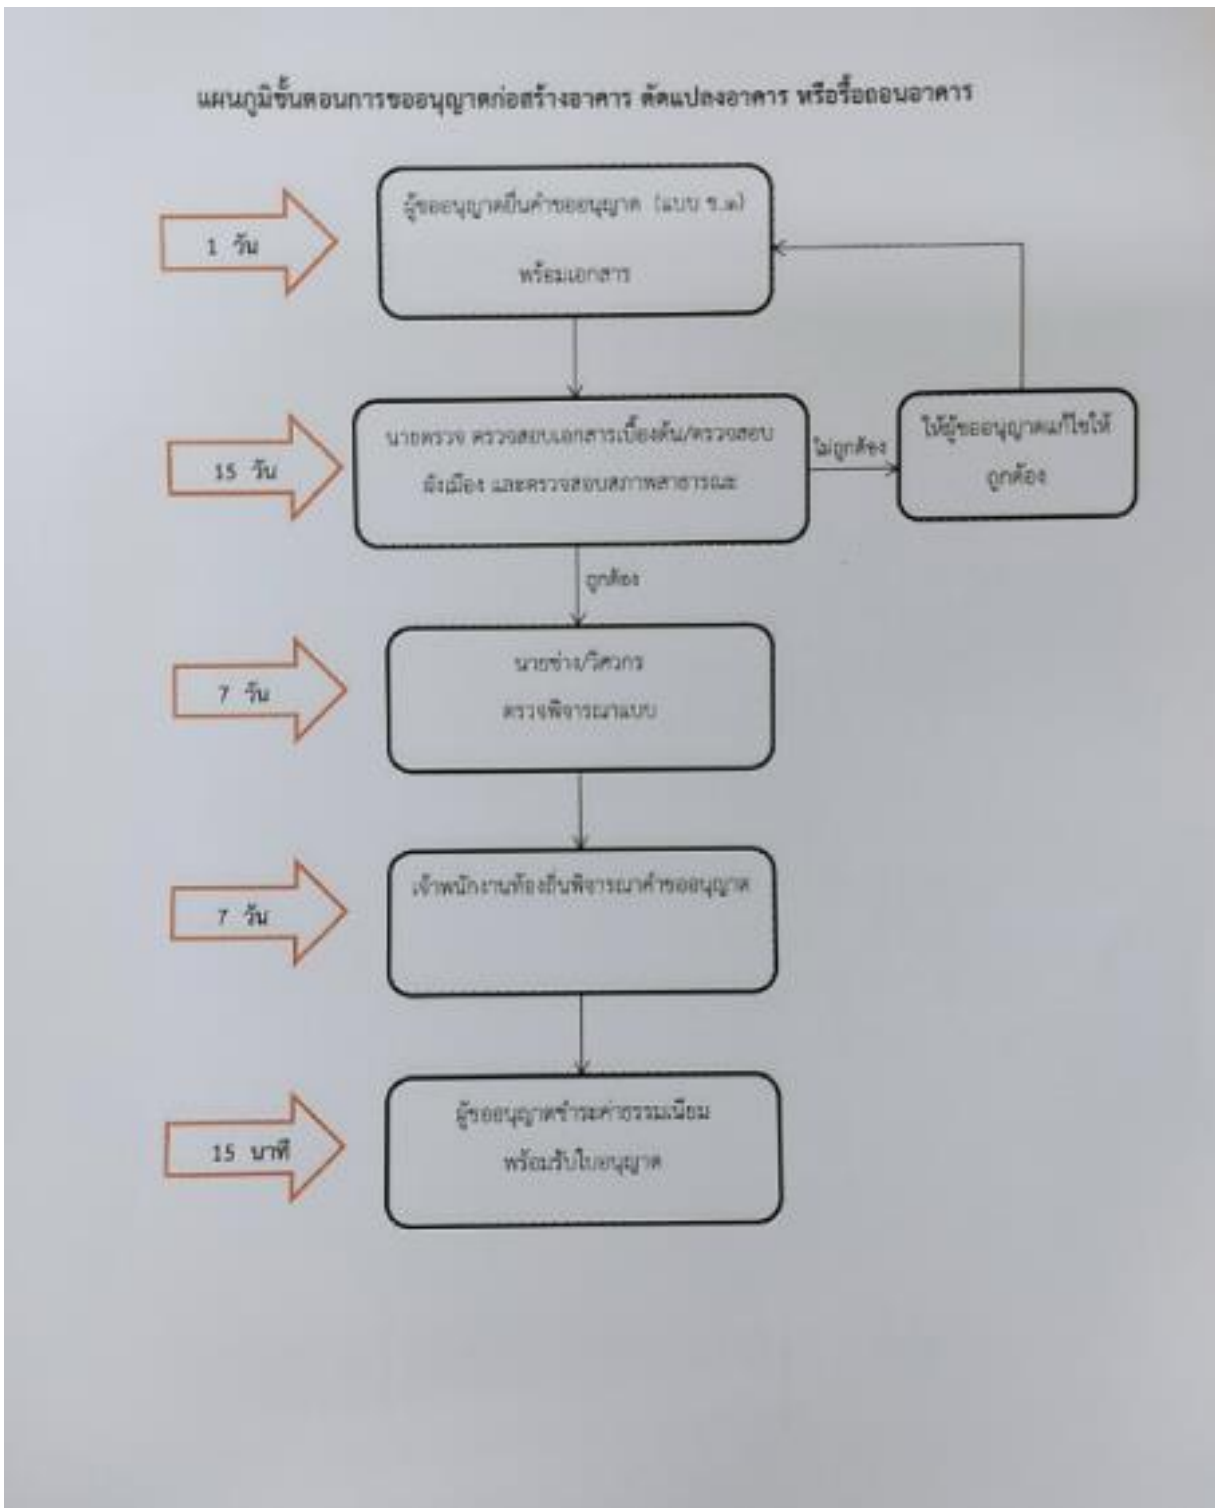 แผนภูมิขั้นตอนการขออนุญาตก่อสร้างอาคาร ดัดแปลงอาคาร หรือรื้อถอนอาคาร
1 วัน
ผู้ขออนุญาตยื่นคำขออนุญาต (แบบ ข.๑)
พร้อมเอกสาร
15 วัน
นายตรวจ ตรวจสอบเอกสารเบื้องต้น/ตรวจสอบ
ผังเมือง และตรวจสอบสภาพสาธารณะ
ไม่ถูกต้อง
ให้ผู้ขออนุญาตแก้ไขให้
ถูกต้อง
ถูกต้อง
7 วัน
นายช่าง/วิศวกร
ตรวจพิจารณาแบบ
7 วัน
เจ้าพนักงานท้องถิ่นพิจารณาคำขออนุญาต
15 นาที
ผู้ขออนุญาตชำระค่าธรรมเนียม
พร้อมรับใบอนุญาต